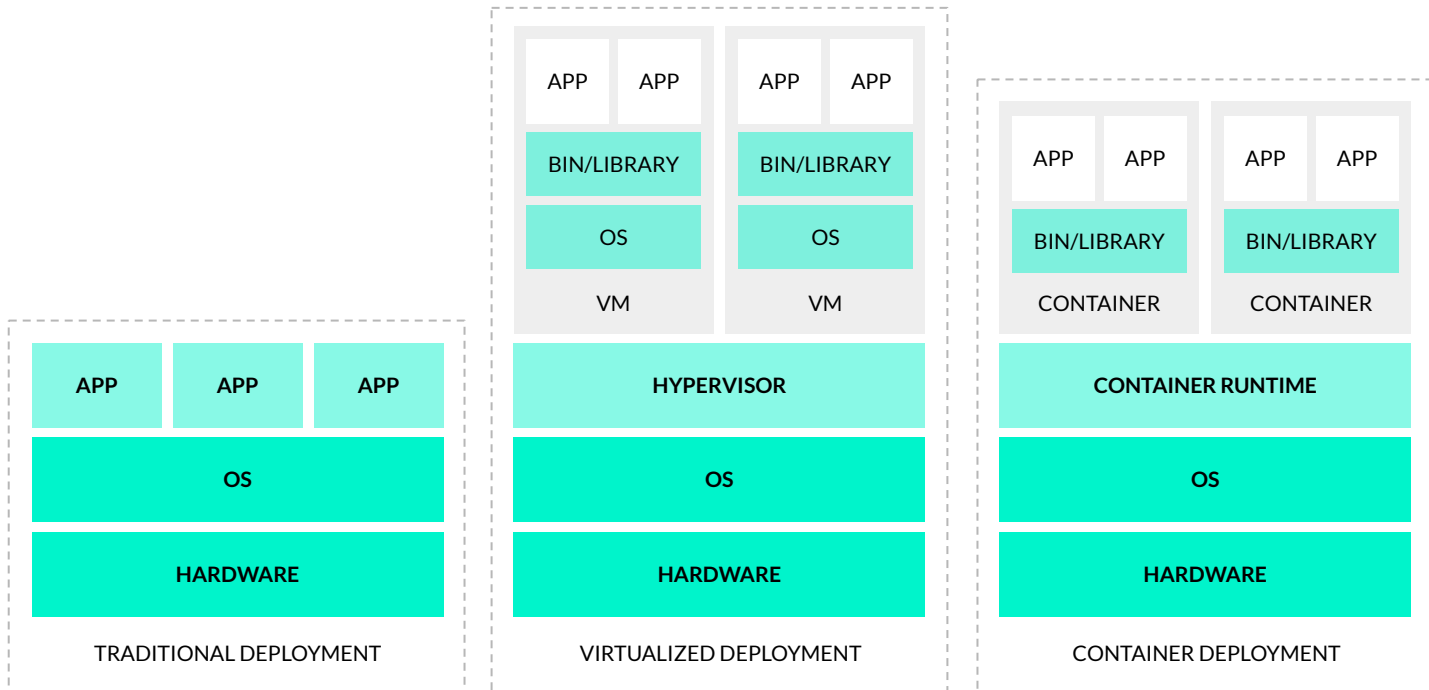 APP
APP
APP
OS
HARDWARE
TRADITIONAL DEPLOYMENT
APP
APP
BIN/LIBRARY
OS
VM
APP
APP
BIN/LIBRARY
OS
VM
HYPERVISOR
OS
HARDWARE
VIRTUALIZED DEPLOYMENT
APP
APP
BIN/LIBRARY
CONTAINER
APP
APP
BIN/LIBRARY
CONTAINER
CONTAINER RUNTIME
OS
HARDWARE
CONTAINER DEPLOYMENT